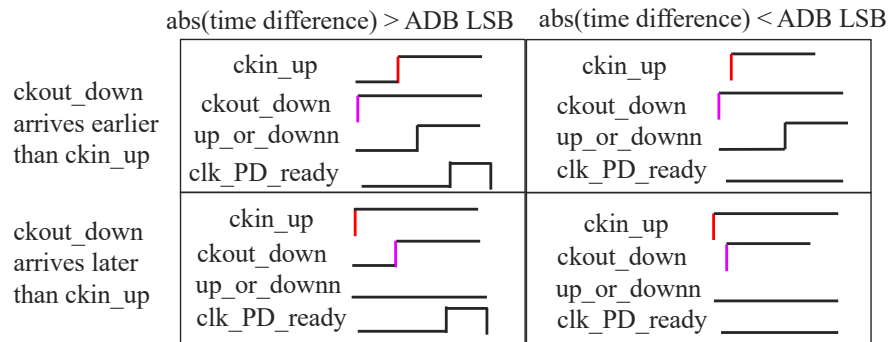 abs(time difference) > ADB LSB
abs(time difference) < ADB LSB
ckout_down
arrives earlier
than ckin_up
ckin_up
ckout_down
up_or_downn
clk_PD_ready
ckin_up
ckout_down
up_or_downn
clk_PD_ready
ckout_down
arrives later
than ckin_up
ckin_up
ckout_down
up_or_downn
clk_PD_ready
ckin_up
ckout_down
up_or_downn
clk_PD_ready